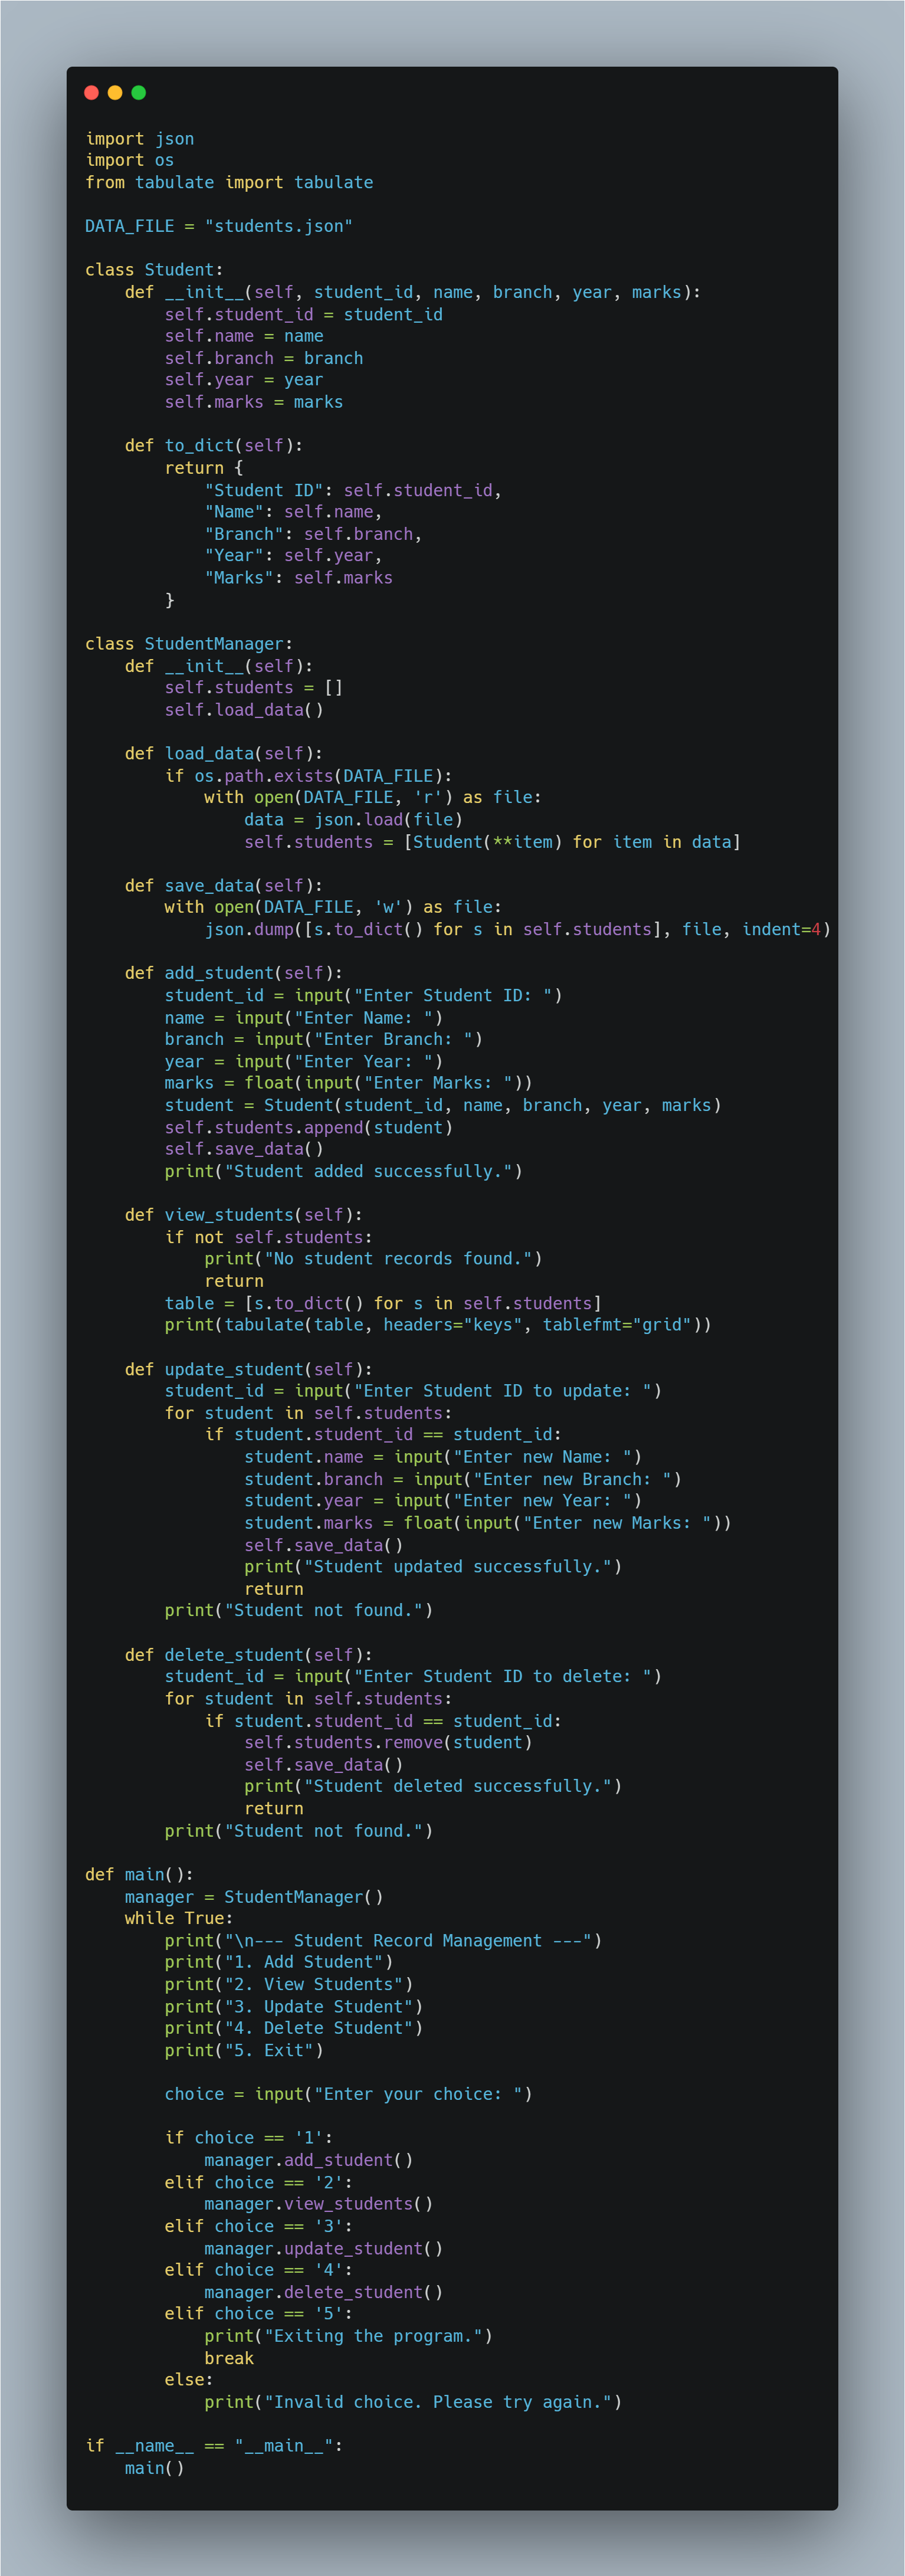 import json
import os
from tabulate import tabulate

DATA_FILE = "students.json"

class Student:
    def __init__(self, student_id, name, branch, year, marks):
        self.student_id = student_id
        self.name = name
        self.branch = branch
        self.year = year
        self.marks = marks

    def to_dict(self):
        return {
            "Student ID": self.student_id,
            "Name": self.name,
            "Branch": self.branch,
            "Year": self.year,
            "Marks": self.marks
        }

class StudentManager:
    def __init__(self):
        self.students = []
        self.load_data()

    def load_data(self):
        if os.path.exists(DATA_FILE):
            with open(DATA_FILE, 'r') as file:
                data = json.load(file)
                self.students = [Student(**item) for item in data]

    def save_data(self):
        with open(DATA_FILE, 'w') as file:
            json.dump([s.to_dict() for s in self.students], file, indent=4)

    def add_student(self):
        student_id = input("Enter Student ID: ")
        name = input("Enter Name: ")
        branch = input("Enter Branch: ")
        year = input("Enter Year: ")
        marks = float(input("Enter Marks: "))
        student = Student(student_id, name, branch, year, marks)
        self.students.append(student)
        self.save_data()
        print("Student added successfully.")

    def view_students(self):
        if not self.students:
            print("No student records found.")
            return
        table = [s.to_dict() for s in self.students]
        print(tabulate(table, headers="keys", tablefmt="grid"))

    def update_student(self):
        student_id = input("Enter Student ID to update: ")
        for student in self.students:
            if student.student_id == student_id:
                student.name = input("Enter new Name: ")
                student.branch = input("Enter new Branch: ")
                student.year = input("Enter new Year: ")
                student.marks = float(input("Enter new Marks: "))
                self.save_data()
                print("Student updated successfully.")
                return
        print("Student not found.")

    def delete_student(self):
        student_id = input("Enter Student ID to delete: ")
        for student in self.students:
            if student.student_id == student_id:
                self.students.remove(student)
                self.save_data()
                print("Student deleted successfully.")
                return
        print("Student not found.")

def main():
    manager = StudentManager()
    while True:
        print("\n--- Student Record Management ---")
        print("1. Add Student")
        print("2. View Students")
        print("3. Update Student")
        print("4. Delete Student")
        print("5. Exit")

        choice = input("Enter your choice: ")

        if choice == '1':
            manager.add_student()
        elif choice == '2':
            manager.view_students()
        elif choice == '3':
            manager.update_student()
        elif choice == '4':
            manager.delete_student()
        elif choice == '5':
            print("Exiting the program.")
            break
        else:
            print("Invalid choice. Please try again.")

if __name__ == "__main__":
    main()